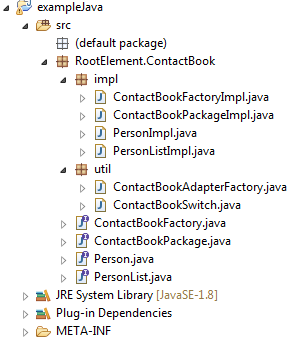 exampleJava
src
(default package)
RootElement.ContactBook
impl
ContactBookFactoryImpl.java
ContactBookPackageImpl.java
PersonImpl.java
PersonListImpl.java
util
ContactBookAdapterFactory.java
ContactBookSwitch.java
ContactBookFactory.java
ContactBookPackage.java
Person.java
PersonList.java
JRE System Library [JavaSE-1.8]
Plug-in Dependencies
META-INF